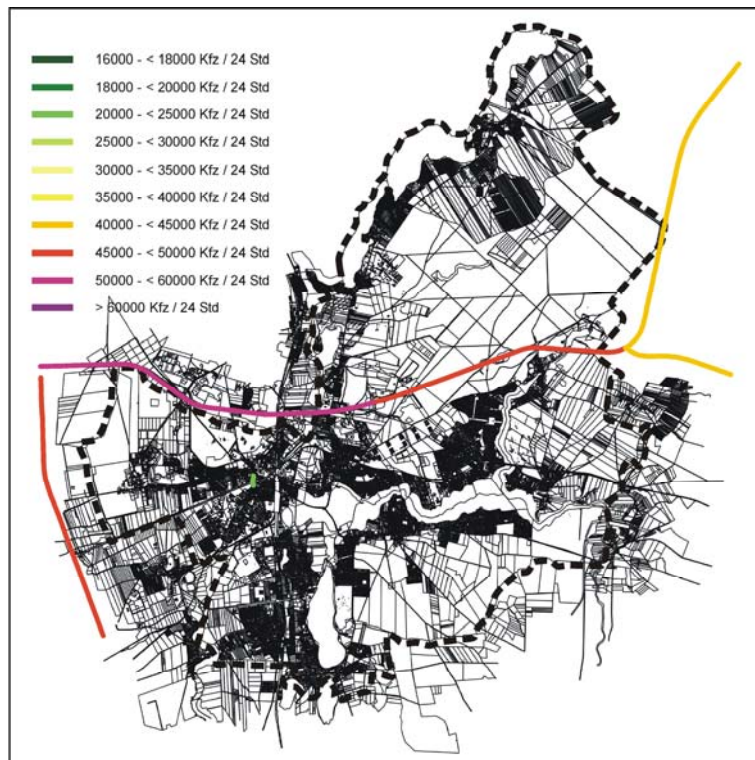 16000 - < 18000 Kfz / 24 Std
18000 - < 20000 Kfz / 24 Std
20000 - < 25000 Kfz / 24 Std
25000 - < 30000 Kfz / 24 Std
30000 - < 35000 Kfz / 24 Std
35000 - < 40000 Kfz / 24 Std
40000 - < 45000 Kfz / 24 Std
45000 - < 50000 Kfz / 24 Std
50000 - < 60000 Kfz / 24 Std
> 60000 Kfz / 24 Std